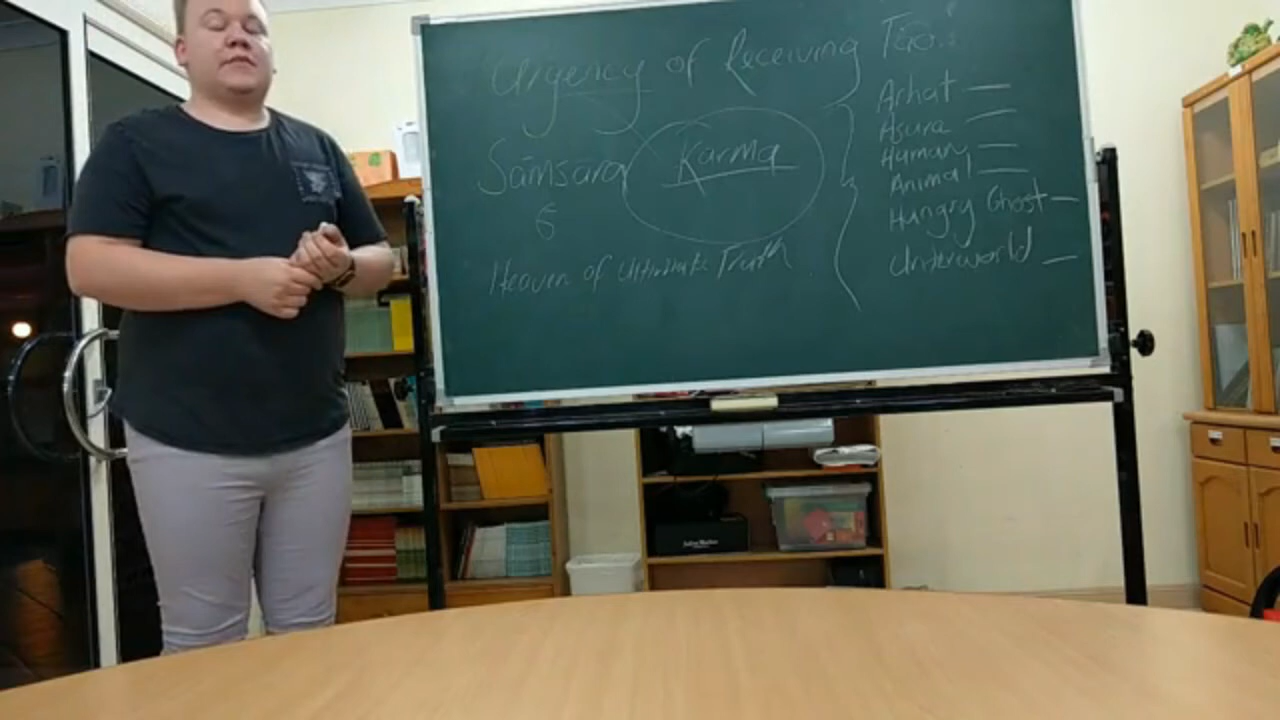 Urgency of Receiving Tao!
Samsara
Karma
6
Heaven of Ultimate Truth
Arhat —
Asura —
Human —
Animal —
Hungry Ghost —
Underworld —